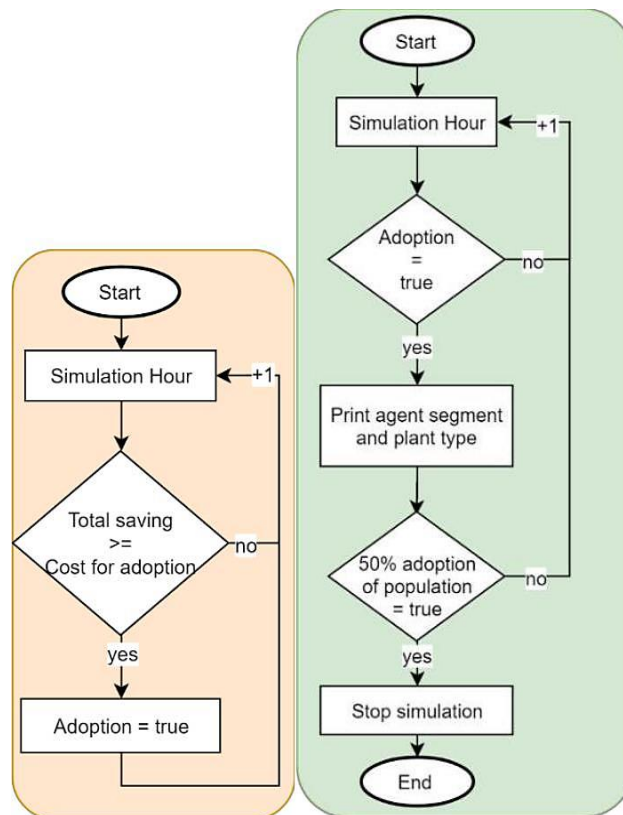 Start
Simulation Hour
+1
Total saving
>=
Cost for adoption
no
yes
Adoption = true
Start
Simulation Hour
+1
Adoption
=
true
no
yes
Print agent segment
and plant type
50% adoption
of population
= true
no
yes
Stop simulation
End